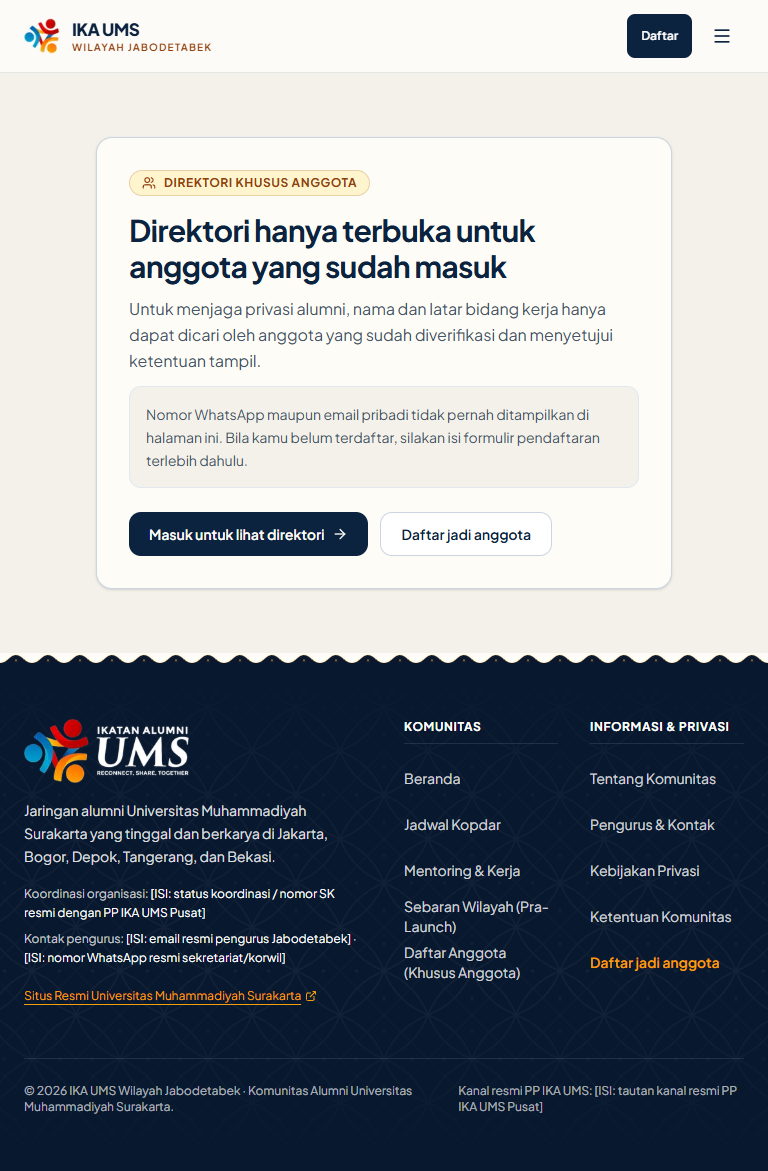 IKA UMS
WILAYAH JABODETABEK
Daftar
DIREKTORI KHUSUS ANGGOTA
Direktori hanya terbuka untuk
anggota yang sudah masuk
Untuk menjaga privasi alumni, nama dan latar bidang kerja hanya
dapat dicari oleh anggota yang sudah diverifikasi dan menyetujui
ketentuan tampil.
Nomor WhatsApp maupun email pribadi tidak pernah ditampilkan di
halaman ini. Bila kamu belum terdaftar, silakan isi formulir pendaftaran
terlebih dahulu.
Masuk untuk lihat direktori
Daftar jadi anggota
IKATAN ALUMNI
UMS
RECONNECT, SHARE, TOGETHER
Jaringan alumni Universitas Muhammadiyah
Surakarta yang tinggal dan berkarya di Jakarta,
Bogor, Depok, Tangerang, dan Bekasi.
Koordinasi organisasi: [ISI: status koordinasi / nomor SK
resmi dengan PP IKA UMS Pusat]
Kontak pengurus: [ISI: email resmi pengurus Jabodetabek] ·
[ISI: nomor WhatsApp resmi sekretariat/korwil]
Situs Resmi Universitas Muhammadiyah Surakarta
KOMUNITAS
Beranda
Jadwal Kopdar
Mentoring & Kerja
Sebaran Wilayah (Pra-
Launch)
Daftar Anggota
(Khusus Anggota)
INFORMASI & PRIVASI
Tentang Komunitas
Pengurus & Kontak
Kebijakan Privasi
Ketentuan Komunitas
Daftar jadi anggota
© 2026 IKA UMS Wilayah Jabodetabek · Komunitas Alumni Universitas
Muhammadiyah Surakarta.
Kanal resmi PP IKA UMS: [ISI: tautan kanal resmi PP
IKA UMS Pusat]